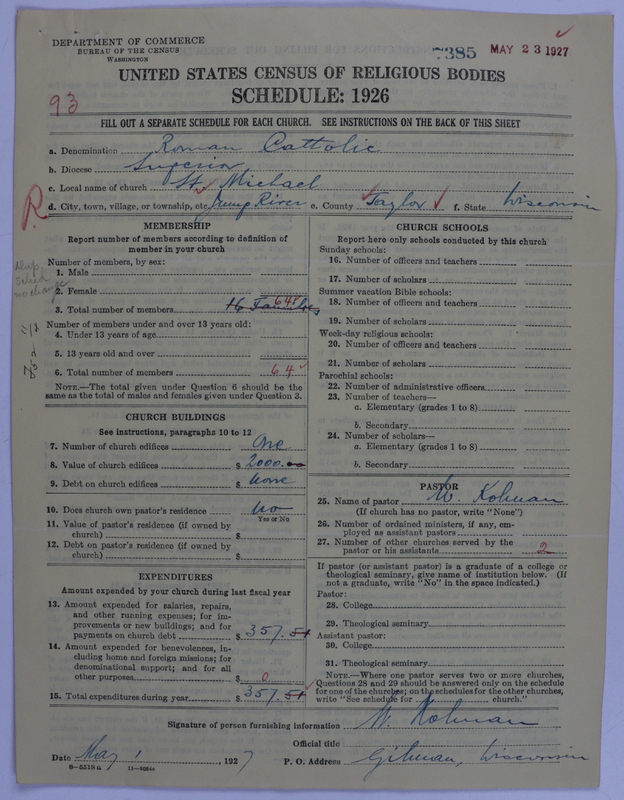 DEPARTMENT OF COMMERCE
BUREAU OF THE CENSUS
WASHINGTON
7385 MAY 23 1927
UNITED STATES CENSUS OF RELIGIOUS BODIES
SCHEDULE: 1926
93
FILL OUT A SEPARATE SCHEDULE FOR EACH CHURCH. SEE INSTRUCTIONS ON THE BACK OF THIS SHEET
a. Denomination Roman Catholic
b. Diocese Superior
c. Local name of church St. Michael
R
d. City, town, village, or township, etc. Jump River e. County Taylor f. State Wisconsin
MEMBERSHIP
Report number of members according to definition of member in your church
Number of members, by sex:
1. Male
2. Female
3. Total number of members 16 Families 64
Number of members under and over 13 years old:
4. Under 13 years of age
5. 13 years old and over
6. Total number of members 64
NOTE.—The total given under Question 6 should be the same as the total of males and females given under Question 3.
CHURCH BUILDINGS
See instructions, paragraphs 10 to 12
7. Number of church edifices One
8. Value of church edifices $ 2000.00
9. Debt on church edifices $ None
10. Does church own pastor's residence No
Yes or No
11. Value of pastor's residence (if owned by church) $
12. Debt on pastor's residence (if owned by church) $
EXPENDITURES
Amount expended by your church during last fiscal year
13. Amount expended for salaries, repairs, and other running expenses; for improvements or new buildings; and for payments on church debt $ 357.51
14. Amount expended for benevolences, including home and foreign missions; for denominational support; and for all other purposes $ 0
15. Total expenditures during year $ 357.51
CHURCH SCHOOLS
Report here only schools conducted by this church
Sunday schools:
16. Number of officers and teachers
17. Number of scholars
Summer vacation Bible schools:
18. Number of officers and teachers
19. Number of scholars
Week-day religious schools:
20. Number of officers and teachers
21. Number of scholars
Parochial schools:
22. Number of administrative officers
23. Number of teachers—
a. Elementary (grades 1 to 8)
b. Secondary
24. Number of scholars—
a. Elementary (grades 1 to 8)
b. Secondary
PASTOR
25. Name of pastor W. Kolman
(If church has no pastor, write "None")
26. Number of ordained ministers, if any, employed as assistant pastors
27. Number of other churches served by the pastor or his assistants 2
If pastor (or assistant pastor) is a graduate of a college or theological seminary, give name of institution below. (If not a graduate, write "No" in the space indicated.)
Pastor:
28. College
29. Theological seminary
Assistant pastor:
30. College
31. Theological seminary
NOTE.—Where one pastor serves two or more churches, Questions 28 and 29 should be answered only on the schedule for one of the churches; on the schedules for the other churches, write "See schedule for church."
Signature of person furnishing information W. Kolman
Official title
Date May 1, 1927 P. O. Address Gilman, Wisconsin